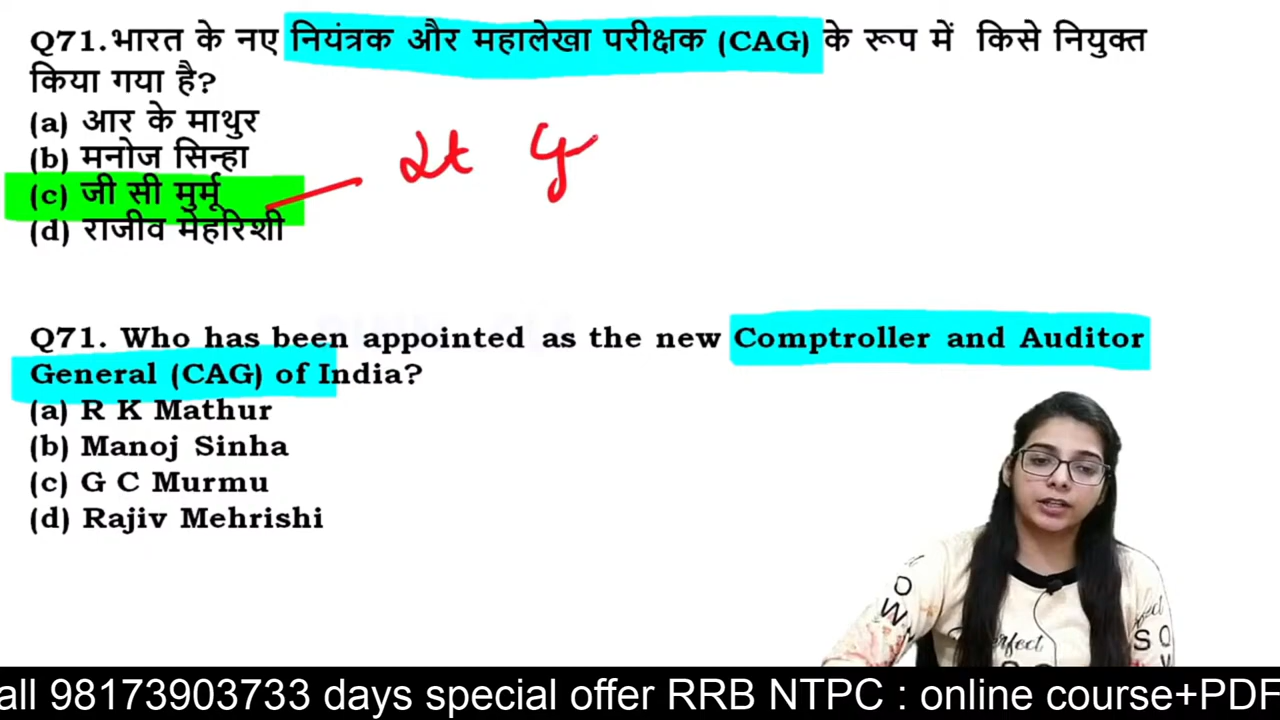 Q71.भारत के नए नियंत्रक और महालेखा परीक्षक (CAG) के रूप में किसे नियुक्त
किया गया है?
(a) आर के माथुर
(b) मनोज सिन्हा
(c) जी सी मुर्मू
(d) राजीव मेहरिशी
Q71. Who has been appointed as the new Comptroller and Auditor
General (CAG) of India?
(a) R K Mathur
(b) Manoj Sinha
(c) G C Murmu
(d) Rajiv Mehrishi
all 98173903733 days special offer RRB NTPC : online course+PDF